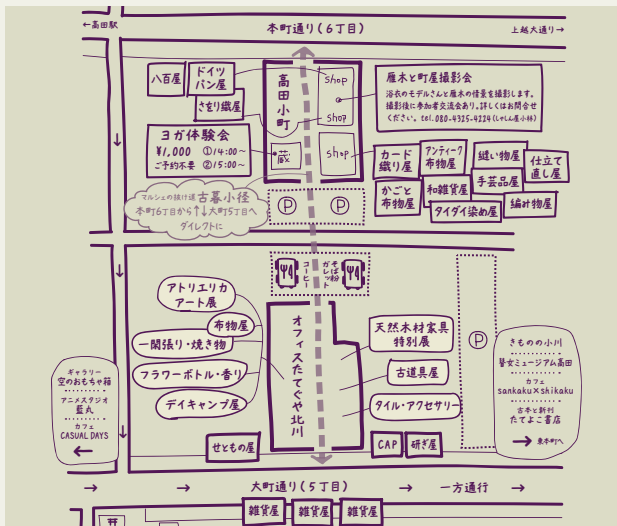 ←高田駅
本町通り(6丁目)
上越大通り→
八百屋
ドイツ
パン屋
さをり織屋
高田小町
shop
shop
shop
蔵
雁木と町屋撮影会
浴衣のモデルさんと雁木の情景を撮影します。
撮影後に参加者交流会あり。詳しくはお問合せ
ください。tel.080-4325-4224(しゃしん屋小林)
ヨガ体験会
¥1,000 ①14:00~
ご予約不要 ②15:00~
カード
織り屋
アンティーク
布物屋
縫い物屋
仕立て
直し屋
かごと
布物屋
和雑貨屋
手芸品屋
タイダイ染め屋
編み物屋
マルシェの抜け道 古暮小径
本町6丁目から↑↓大町5丁目へ
ダイレクトに
P
P
コーヒー
そば粉
ガレット
アトリエリカ
アート展
布物屋
一閑張り・焼き物
フラワーボトル・香り
デイキャンプ屋
オフィスたてぐや北川
天然木材家具
特別展
古道具屋
タイル・アクセサリー
P
ギャラリー
空のおもちゃ箱
アニメスタジオ
藍丸
カフェ
CASUAL DAYS
←
きものの小川
瞽女ミュージアム高田
カフェ
sankaku×shikaku
古本と新刊
たてよこ書店
→ 東本町へ
せともの屋
CAP
研ぎ屋
→ → 大町通り(5丁目) → 一方通行 →
雑貨屋
雑貨屋
雑貨屋